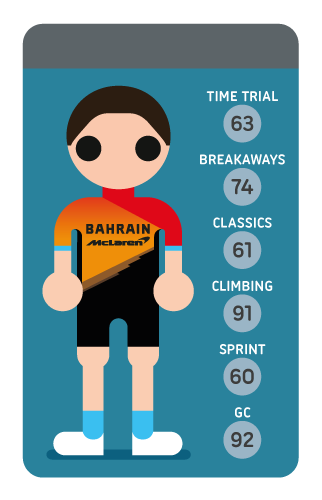 TIME TRIAL
63
BREAKAWAYS
74
CLASSICS
61
CLIMBING
91
SPRINT
60
GC
92
BAHRAIN
McLaren